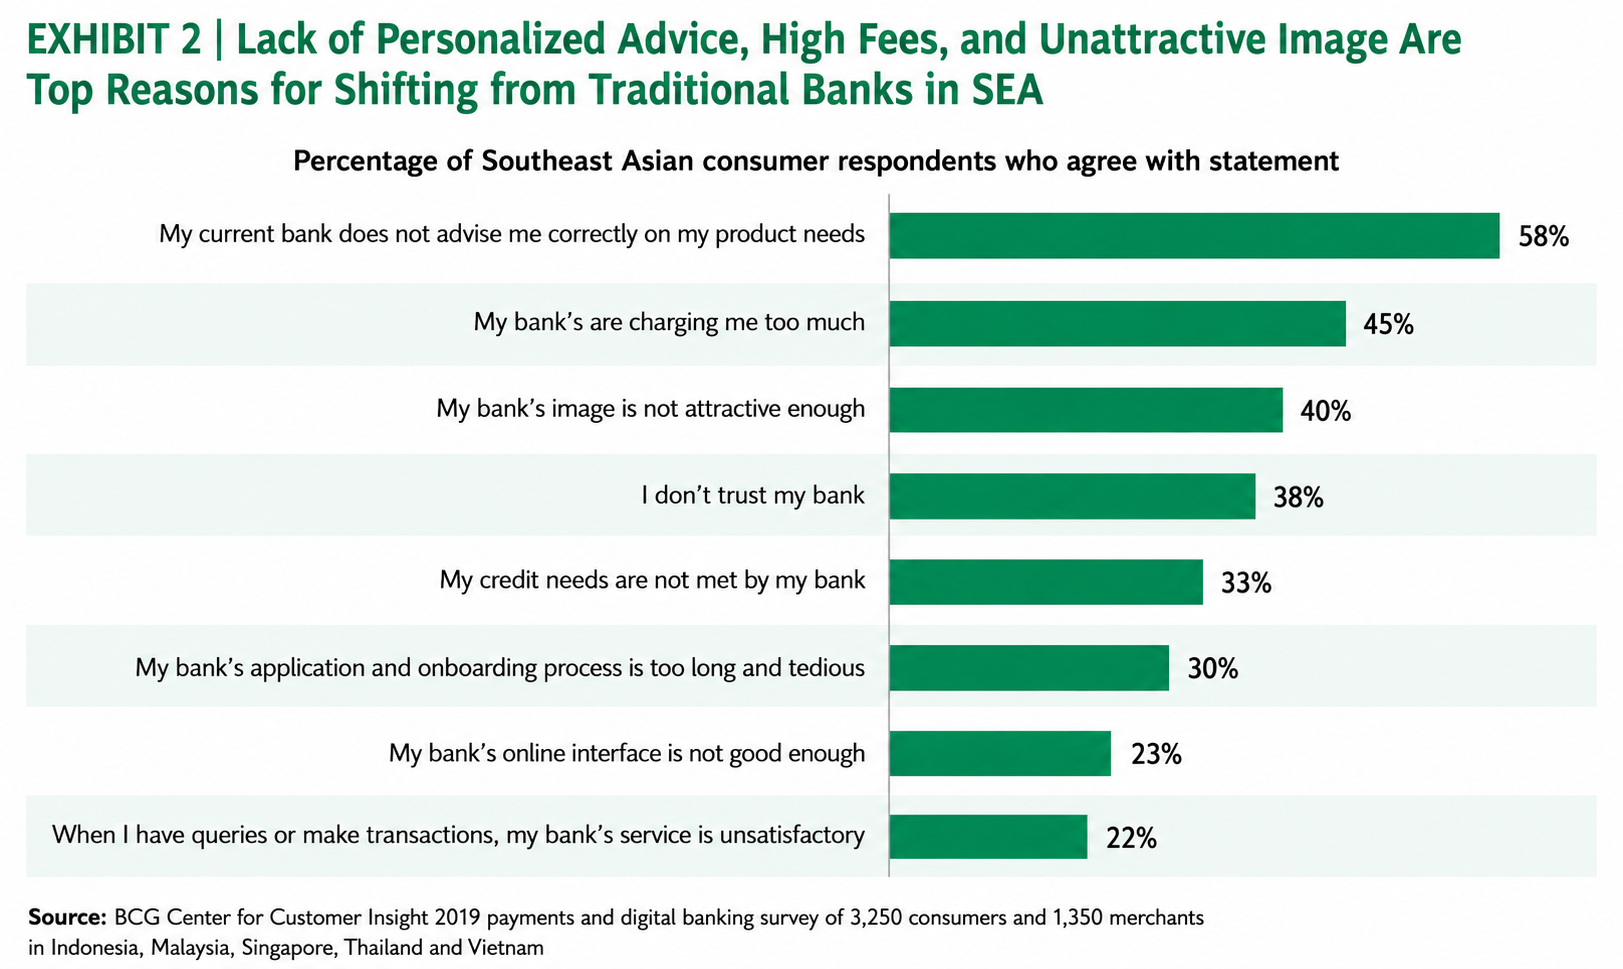 EXHIBIT 2 | Lack of Personalized Advice, High Fees, and Unattractive Image Are
Top Reasons for Shifting from Traditional Banks in SEA
Percentage of Southeast Asian consumer respondents who agree with statement
My current bank does not advise me correctly on my product needs 58%
My bank’s are charging me too much 45%
My bank’s image is not attractive enough 40%
I don’t trust my bank 38%
My credit needs are not met by my bank 33%
My bank’s application and onboarding process is too long and tedious 30%
My bank’s online interface is not good enough 23%
When I have queries or make transactions, my bank’s service is unsatisfactory 22%
Source: BCG Center for Customer Insight 2019 payments and digital banking survey of 3,250 consumers and 1,350 merchants
in Indonesia, Malaysia, Singapore, Thailand and Vietnam